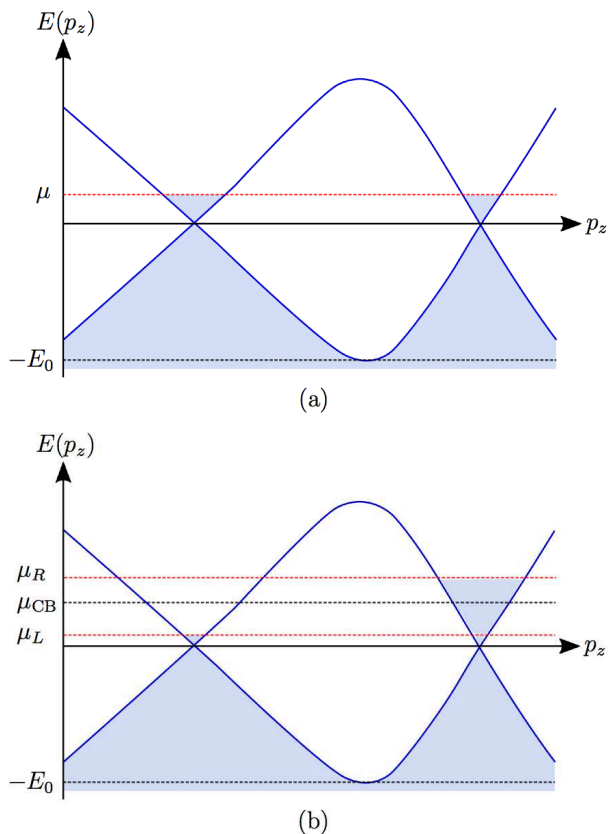 E(p_z)
μ
p_z
−E_0
(a)
E(p_z)
μ_R
μ_CB
μ_L
p_z
−E_0
(b)